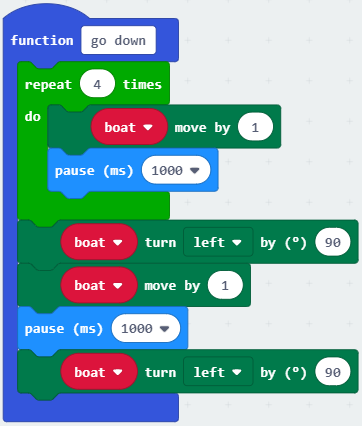 function go down
repeat 4 times
do
boat move by 1
pause (ms) 1000
boat turn left by (°) 90
boat move by 1
pause (ms) 1000
boat turn left by (°) 90